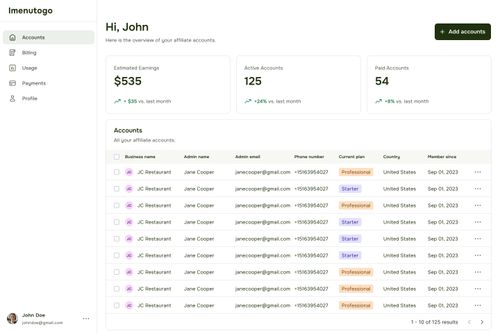 Imenutogo
Accounts
Billing
Usage
Payments
Profile
John Doe
johndoe@gmail.com
Hi, John
Here is the overview of your affiliate accounts.
+ Add accounts
Estimated Earnings
$535
+ $35 vs. last month
Active Accounts
125
+24% vs. last month
Paid Accounts
54
+8% vs. last month
Accounts
All your affiliate accounts.
Business name Admin name Admin email Phone number Current plan Country Member since
JC JC Restaurant Jane Cooper janecooper@gmail.com +15163954027 Professional United States Sep 01, 2023
JC JC Restaurant Jane Cooper janecooper@gmail.com +15163954027 Starter United States Sep 01, 2023
JC JC Restaurant Jane Cooper janecooper@gmail.com +15163954027 Professional United States Sep 01, 2023
JC JC Restaurant Jane Cooper janecooper@gmail.com +15163954027 Starter United States Sep 01, 2023
JC JC Restaurant Jane Cooper janecooper@gmail.com +15163954027 Starter United States Sep 01, 2023
JC JC Restaurant Jane Cooper janecooper@gmail.com +15163954027 Starter United States Sep 01, 2023
JC JC Restaurant Jane Cooper janecooper@gmail.com +15163954027 Professional United States Sep 01, 2023
JC JC Restaurant Jane Cooper janecooper@gmail.com +15163954027 Professional United States Sep 01, 2023
JC JC Restaurant Jane Cooper janecooper@gmail.com +15163954027 Professional United States Sep 01, 2023
1 - 10 of 125 results